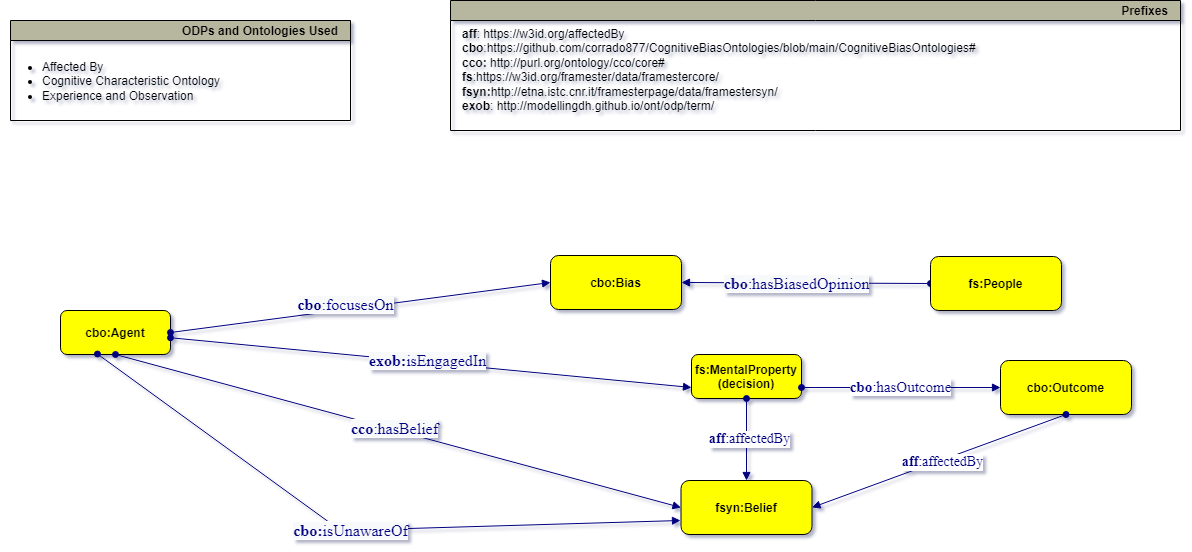 ODPs and Ontologies Used
Affected By
Cognitive Characteristic Ontology
Experience and Observation
Prefixes
aff: https://w3id.org/affectedBy
cbo:https://github.com/corrado877/CognitiveBiasOntologies/blob/main/CognitiveBiasOntologies#
cco: http://purl.org/ontology/cco/core#
fs:https://w3id.org/framester/data/framestercore/
fsyn:http://etna.istc.cnr.it/framesterpage/data/framestersyn/
exob: http://modellingdh.github.io/ont/odp/term/
cbo:Bias
cbo:hasBiasedOpinion
fs:People
cbo:focusesOn
cbo:Agent
exob:isEngagedIn
fs:MentalProperty
(decision)
cbo:hasOutcome
cbo:Outcome
cco:hasBelief
aff:affectedBy
aff:affectedBy
fsyn:Belief
cbo:isUnawareOf